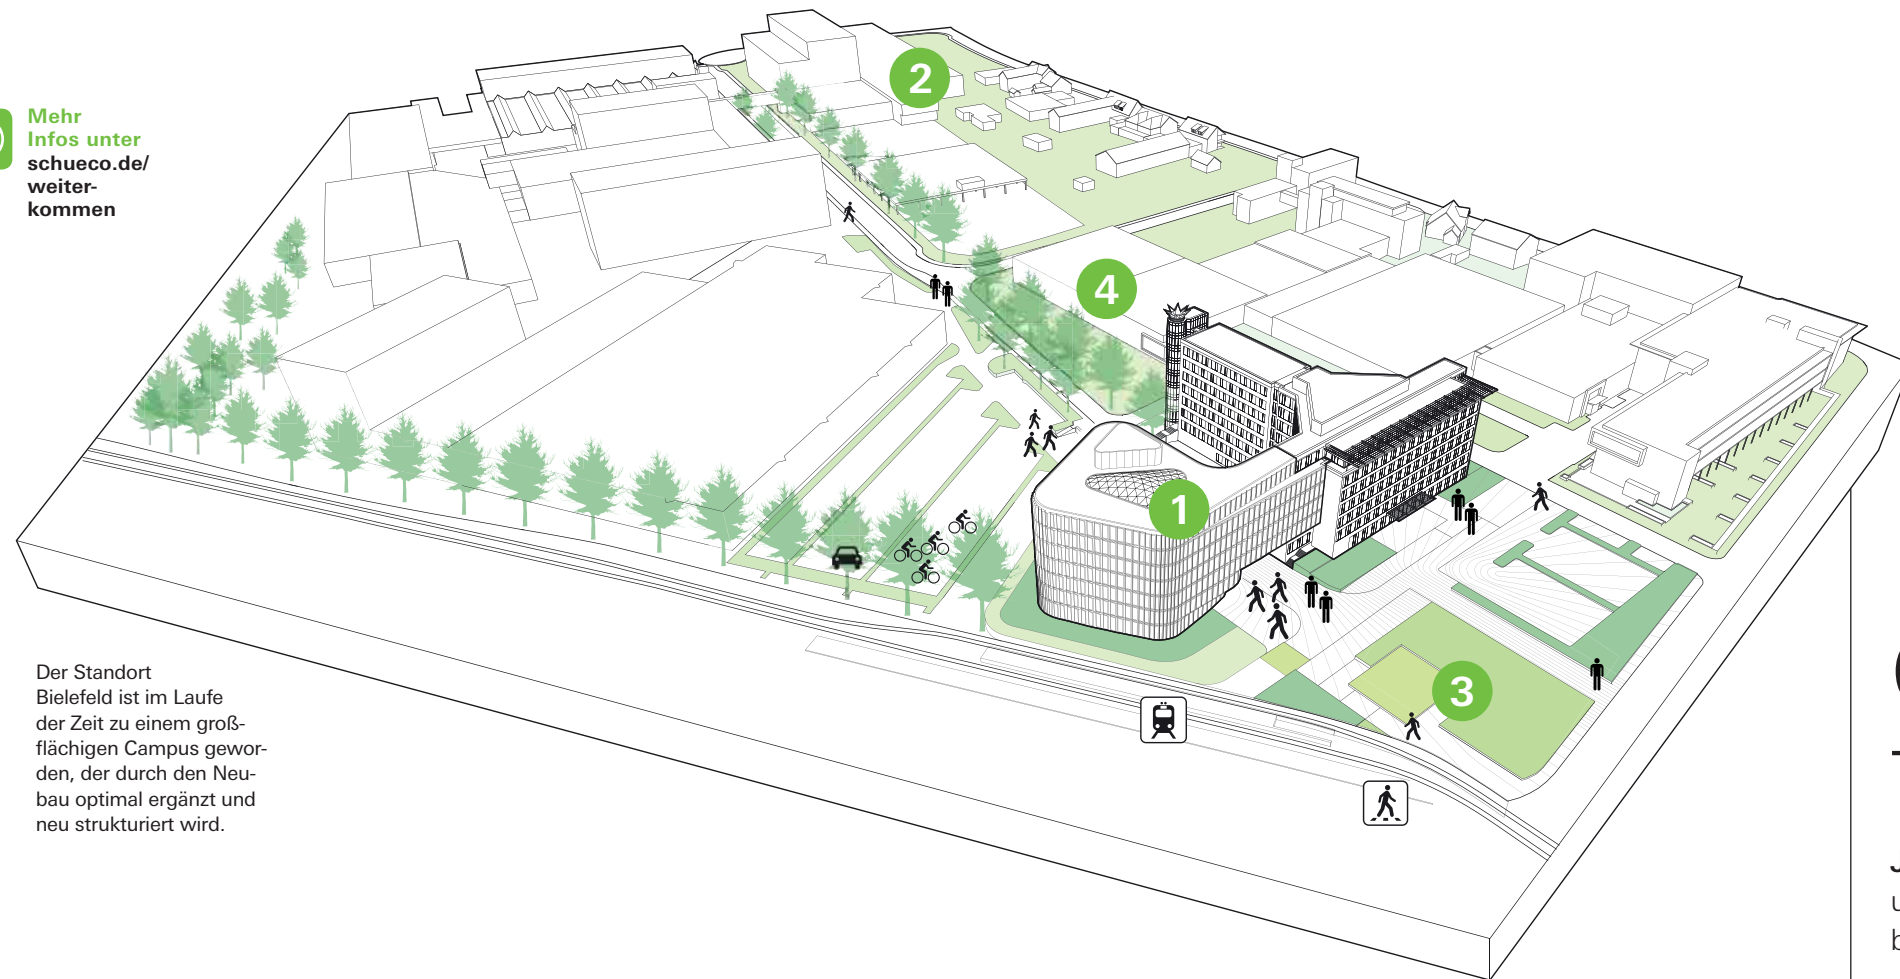 Mehr
Infos unter
schueco.de/
weiter-
kommen
2
4
1
3
Der Standort
Bielefeld ist im Laufe
der Zeit zu einem groß-
flächigen Campus gewor-
den, der durch den Neu-
bau optimal ergänzt und
neu strukturiert wird.